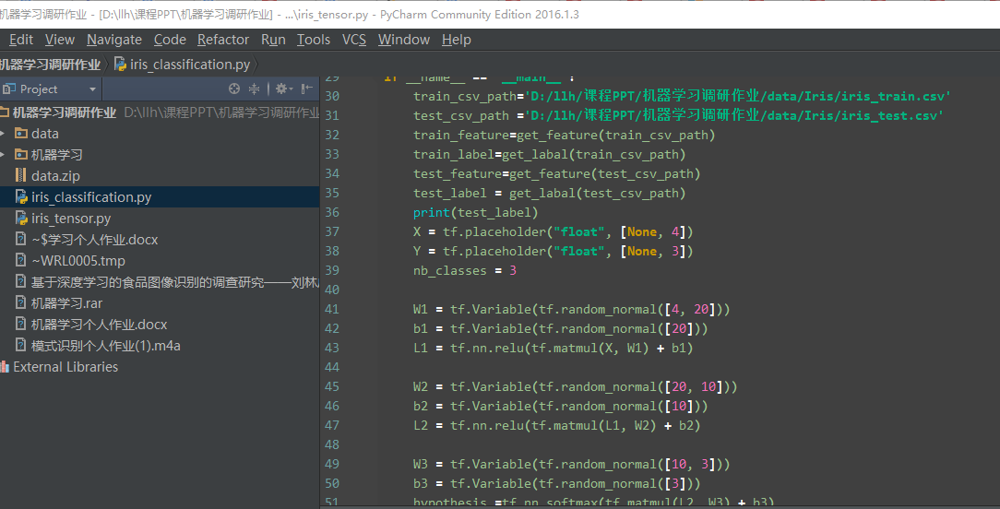 机器学习调研作业 - [D:\llh\课程PPT\机器学习调研作业] - ...\iris_tensor.py - PyCharm Community Edition 2016.1.3
Edit View Navigate Code Refactor Run Tools VCS Window Help
机器学习调研作业 iris_classification.py
Project
机器学习调研作业 D:\llh\课程PPT\机器学习调研作业
data
机器学习
data.zip
iris_classification.py
iris_tensor.py
~$学习个人作业.docx
~WRL0005.tmp
基于深度学习的食品图像识别的调查研究——刘林
机器学习.rar
机器学习个人作业.docx
模式识别个人作业(1).m4a
External Libraries
29 if __name__ == '__main__':
30 train_csv_path='D:/llh/课程PPT/机器学习调研作业/data/Iris/iris_train.csv'
31 test_csv_path ='D:/llh/课程PPT/机器学习调研作业/data/Iris/iris_test.csv'
32 train_feature=get_feature(train_csv_path)
33 train_label=get_labal(train_csv_path)
34 test_feature=get_feature(test_csv_path)
35 test_label = get_labal(test_csv_path)
36 print(test_label)
37 X = tf.placeholder("float", [None, 4])
38 Y = tf.placeholder("float", [None, 3])
39 nb_classes = 3
40
41 W1 = tf.Variable(tf.random_normal([4, 20]))
42 b1 = tf.Variable(tf.random_normal([20]))
43 L1 = tf.nn.relu(tf.matmul(X, W1) + b1)
44
45 W2 = tf.Variable(tf.random_normal([20, 10]))
46 b2 = tf.Variable(tf.random_normal([10]))
47 L2 = tf.nn.relu(tf.matmul(L1, W2) + b2)
48
49 W3 = tf.Variable(tf.random_normal([10, 3]))
50 b3 = tf.Variable(tf.random_normal([3]))
51 hypothesis =tf.nn.softmax(tf.matmul(L2, W3) + b3)